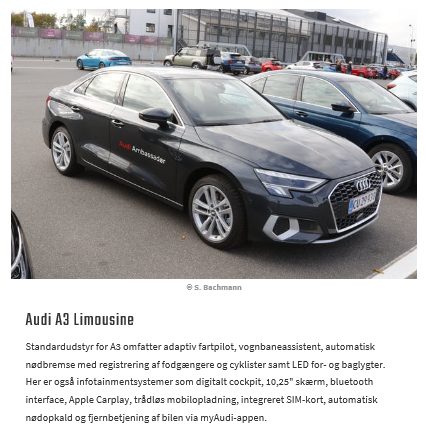 Audi Ambassadør
© S. Bachmann
Audi A3 Limousine
Standardudstyr for A3 omfatter adaptiv fartpilot, vognbaneassistent, automatisk
nødbremse med registrering af fodgængere og cyklister samt LED for- og baglygter.
Her er også infotainmentsystemer som digitalt cockpit, 10,25" skærm, bluetooth
interface, Apple Carplay, trådløs mobilopladning, integreret SIM-kort, automatisk
nødopkald og fjernbetjening af bilen via myAudi-appen.